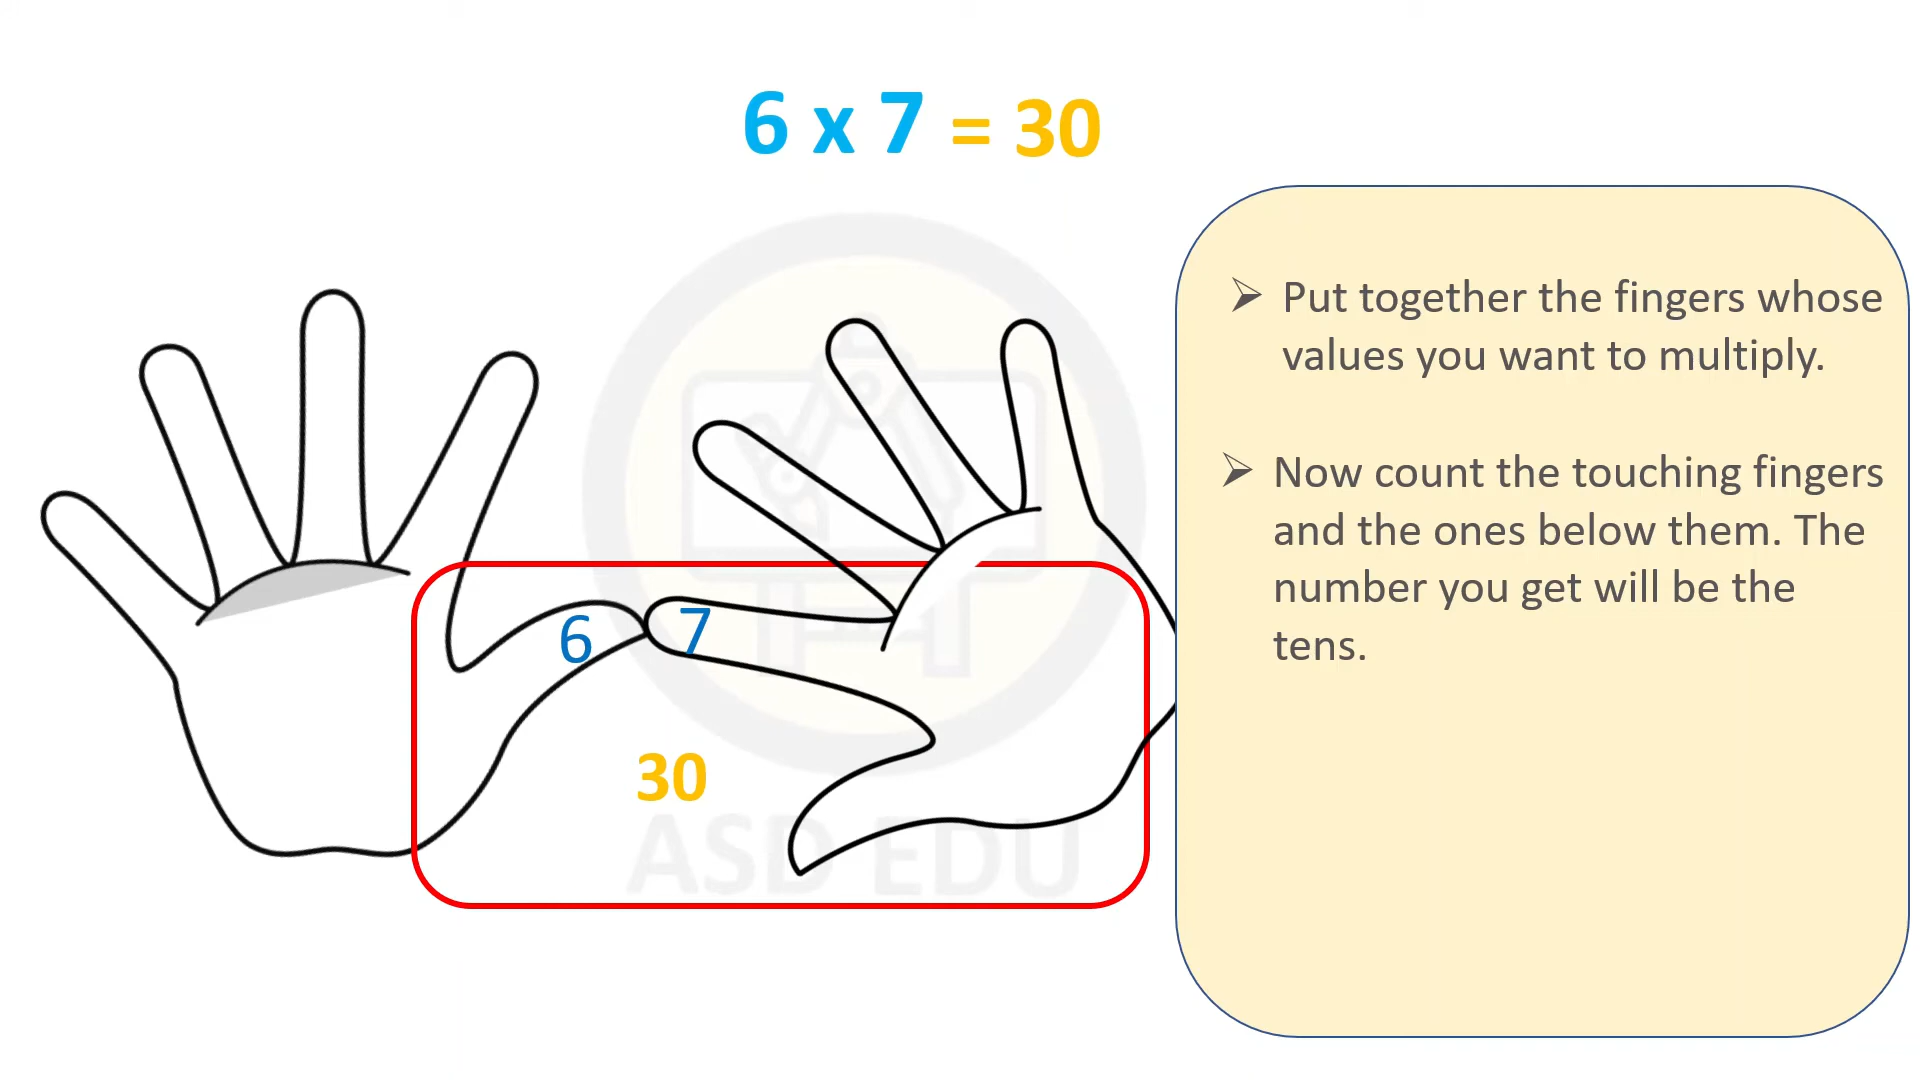 6 x 7 = 30
➢ Put together the fingers whose
values you want to multiply.
➢ Now count the touching fingers
and the ones below them. The
number you get will be the
tens.
6 7
30
ASD EDU